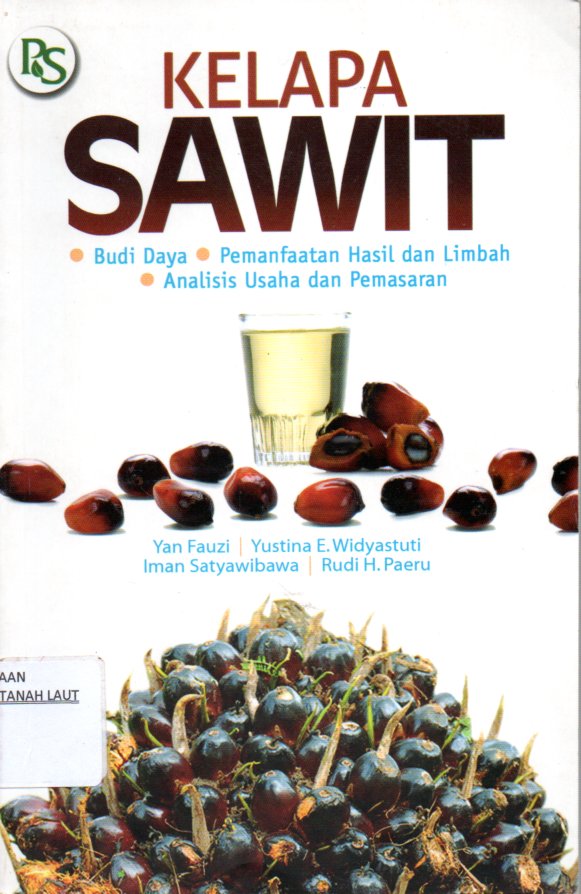 PS
KELAPA
SAWIT
• Budi Daya • Pemanfaatan Hasil dan Limbah
• Analisis Usaha dan Pemasaran
Yan Fauzi | Yustina E. Widyastuti
Iman Satyawibawa | Rudi H. Paeru
AAN
TANAH LAUT